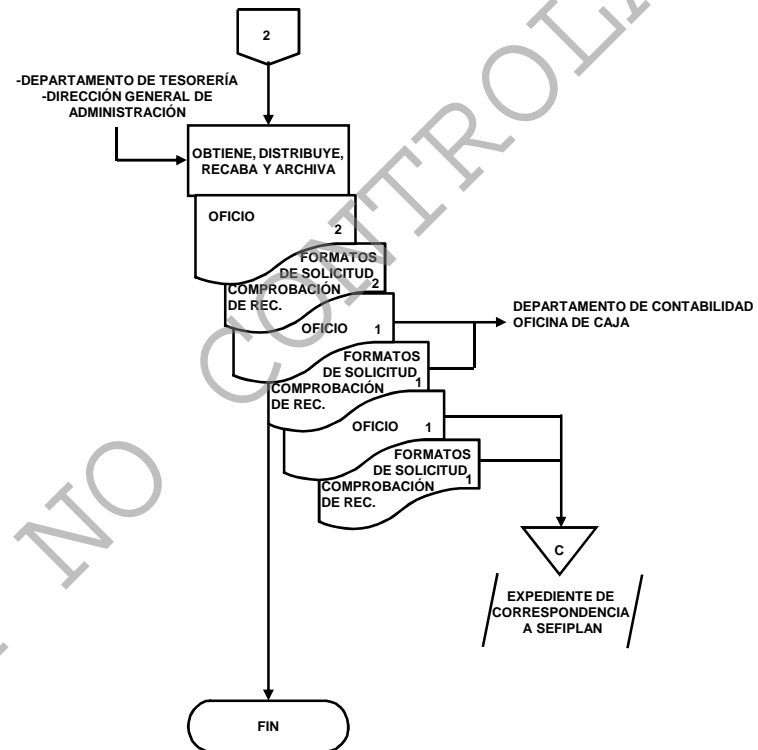 2
-DEPARTAMENTO DE TESORERÍA
-DIRECCIÓN GENERAL DE
ADMINISTRACIÓN
OBTIENE, DISTRIBUYE,
RECABA Y ARCHIVA
OFICIO
2
FORMATOS
DE SOLICITUD
COMPROBACIÓN 2
DE REC.
OFICIO 1
DEPARTAMENTO DE CONTABILIDAD
OFICINA DE CAJA
FORMATOS
DE SOLICITUD
COMPROBACIÓN 1
DE REC.
OFICIO 1
FORMATOS
DE SOLICITUD
COMPROBACIÓN 1
DE REC.
C
EXPEDIENTE DE
CORRESPONDENCIA
A SEFIPLAN
FIN
NO CONTROLA